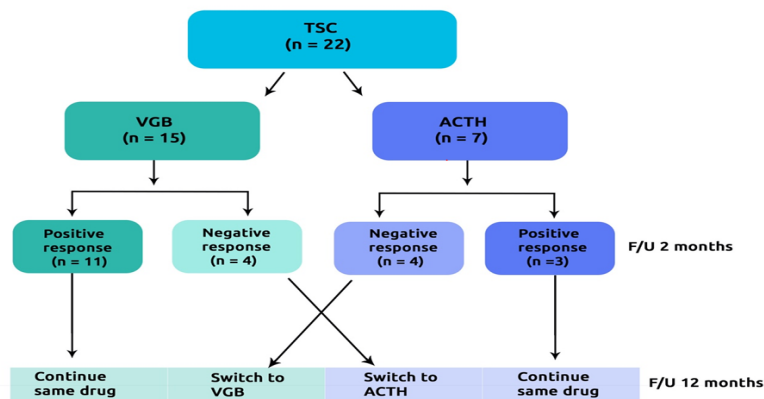 TSC
(n = 22)
VGB
(n = 15)
ACTH
(n = 7)
Positive
response
(n = 11)
Negative
response
(n = 4)
Negative
response
(n = 4)
Positive
response
(n =3)
F/U 2 months
Continue
same drug
Switch to
VGB
Switch to
ACTH
Continue
same drug
F/U 12 months